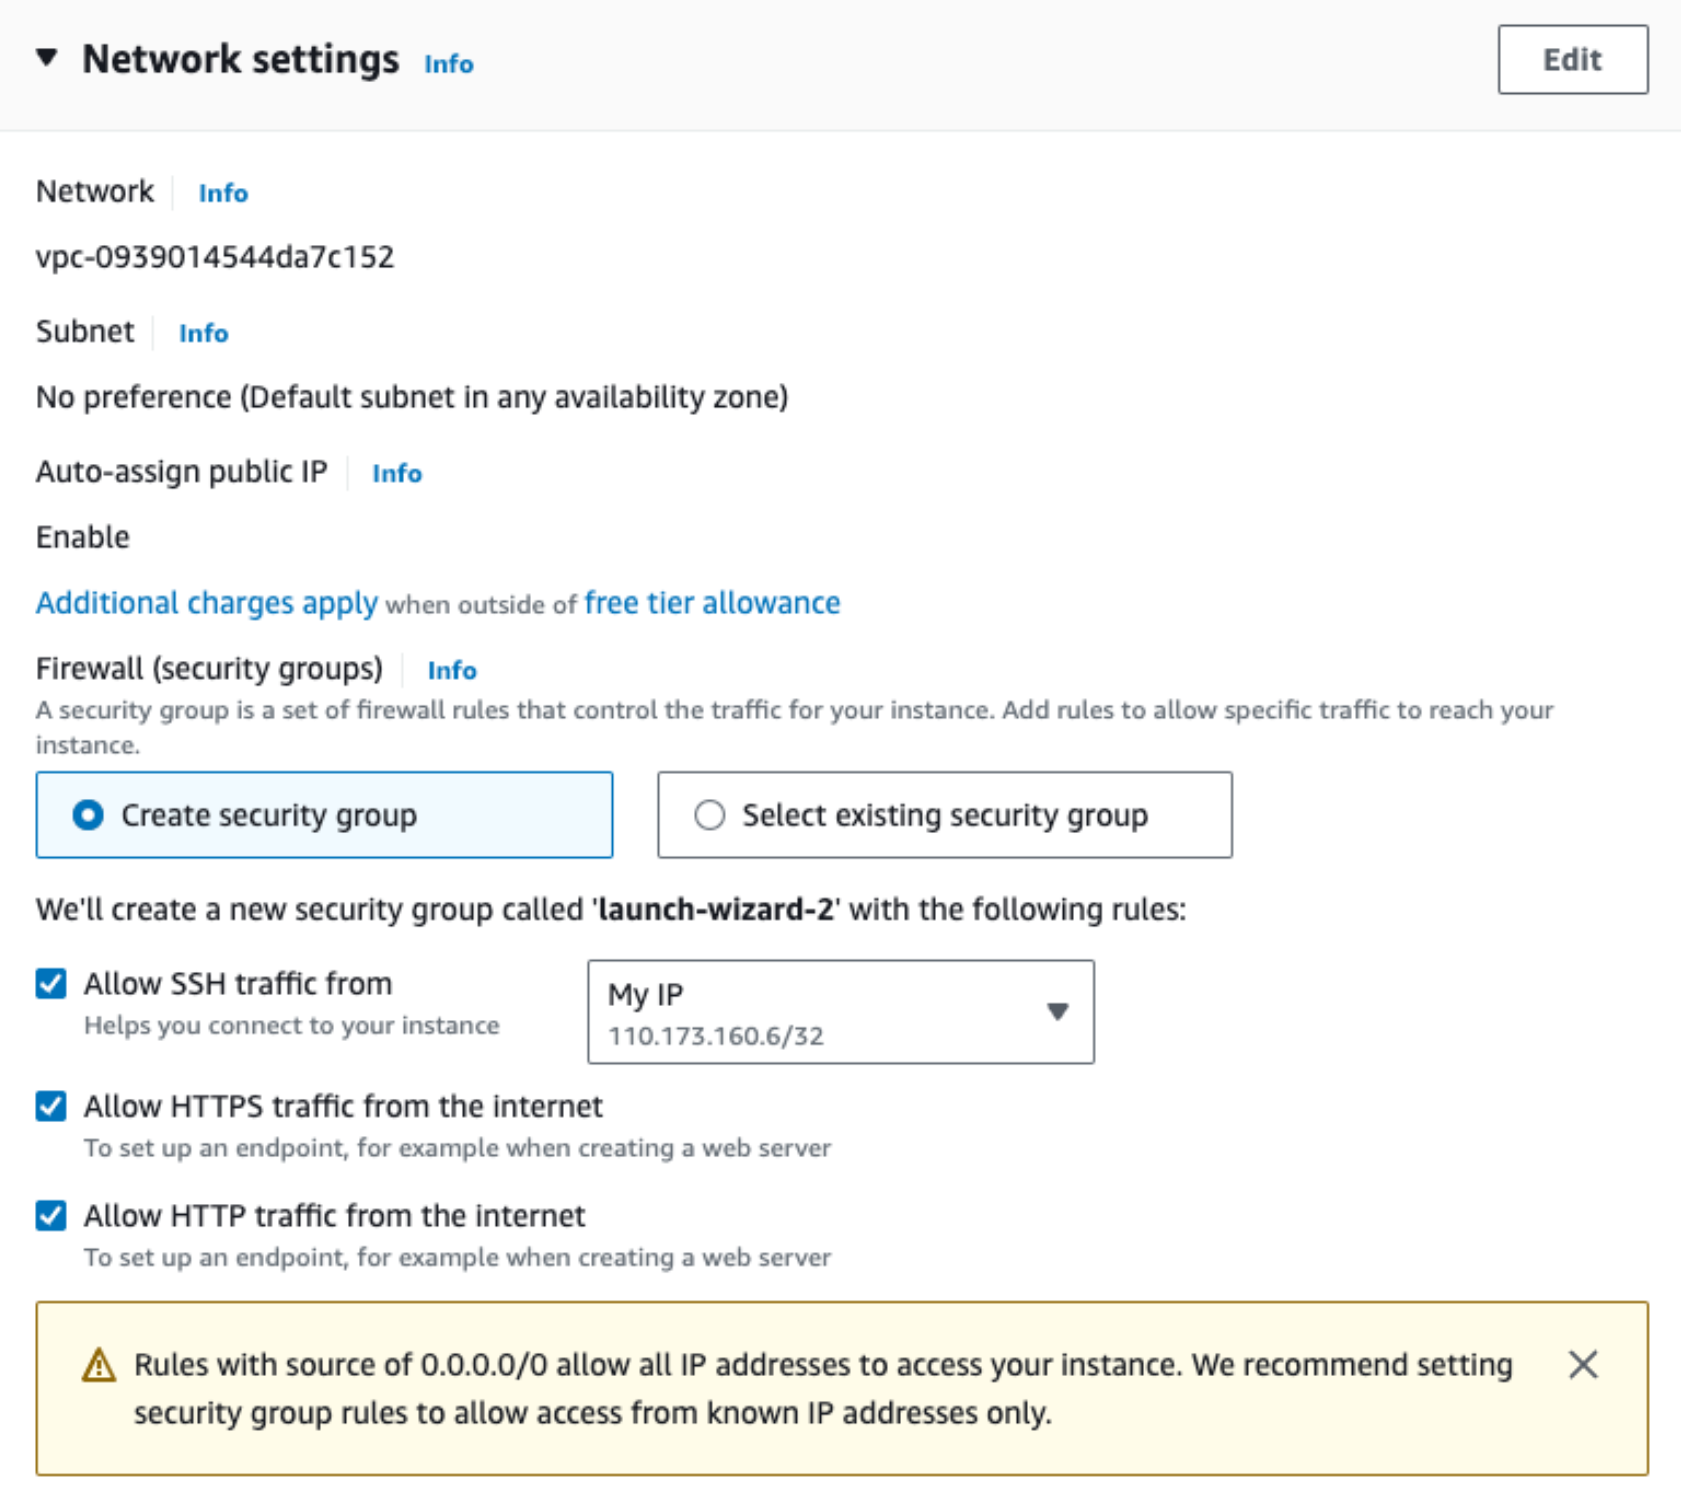 Network settings Info Edit
Network Info
vpc-0939014544da7c152
Subnet Info
No preference (Default subnet in any availability zone)
Auto-assign public IP Info
Enable
Additional charges apply when outside of free tier allowance
Firewall (security groups) Info
A security group is a set of firewall rules that control the traffic for your instance. Add rules to allow specific traffic to reach your
instance.
Create security group Select existing security group
We'll create a new security group called 'launch-wizard-2' with the following rules:
Allow SSH traffic from
Helps you connect to your instance
My IP
110.173.160.6/32
Allow HTTPS traffic from the internet
To set up an endpoint, for example when creating a web server
Allow HTTP traffic from the internet
To set up an endpoint, for example when creating a web server
Rules with source of 0.0.0.0/0 allow all IP addresses to access your instance. We recommend setting
security group rules to allow access from known IP addresses only.